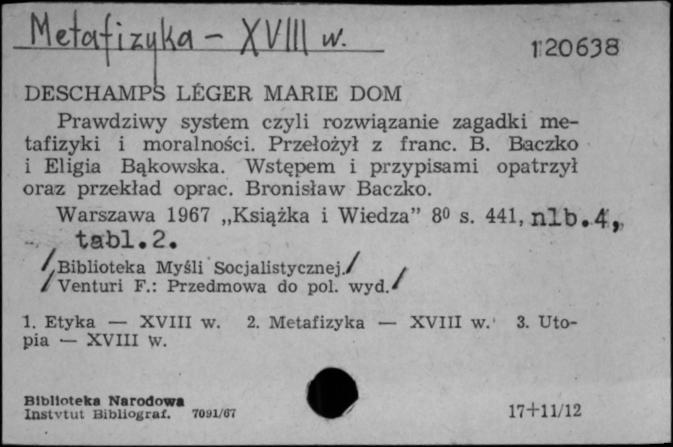 Metafizyka - XVIII w.
120638
DESCHAMPS LÉGER MARIE DOM
Prawdziwy system czyli rozwiązanie zagadki me-
tafizyki i moralności. Przełożył z franc. B. Baczko
i Eligia Bąkowska. Wstępem i przypisami opatrzył
oraz przekład oprac. Bronisław Baczko.
Warszawa 1967 „Książka i Wiedza” 8⁰ s. 441, nlb.4,
tabl.2.
/Biblioteka Myśli Socjalistycznej./
/Venturi F.: Przedmowa do pol. wyd./
1. Etyka — XVIII w. 2. Metafizyka — XVIII w. 3. Uto-
pia — XVIII w.
Biblioteka Narodowa
Instytut Bibliograf. 7091/67
17+11/12